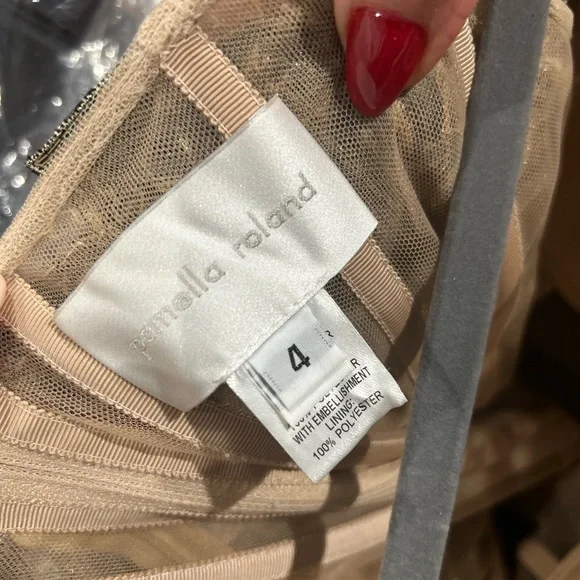 pamella roland
4
R
R
WITH EMBELLISHMENT
LINING:
100% POLYESTER